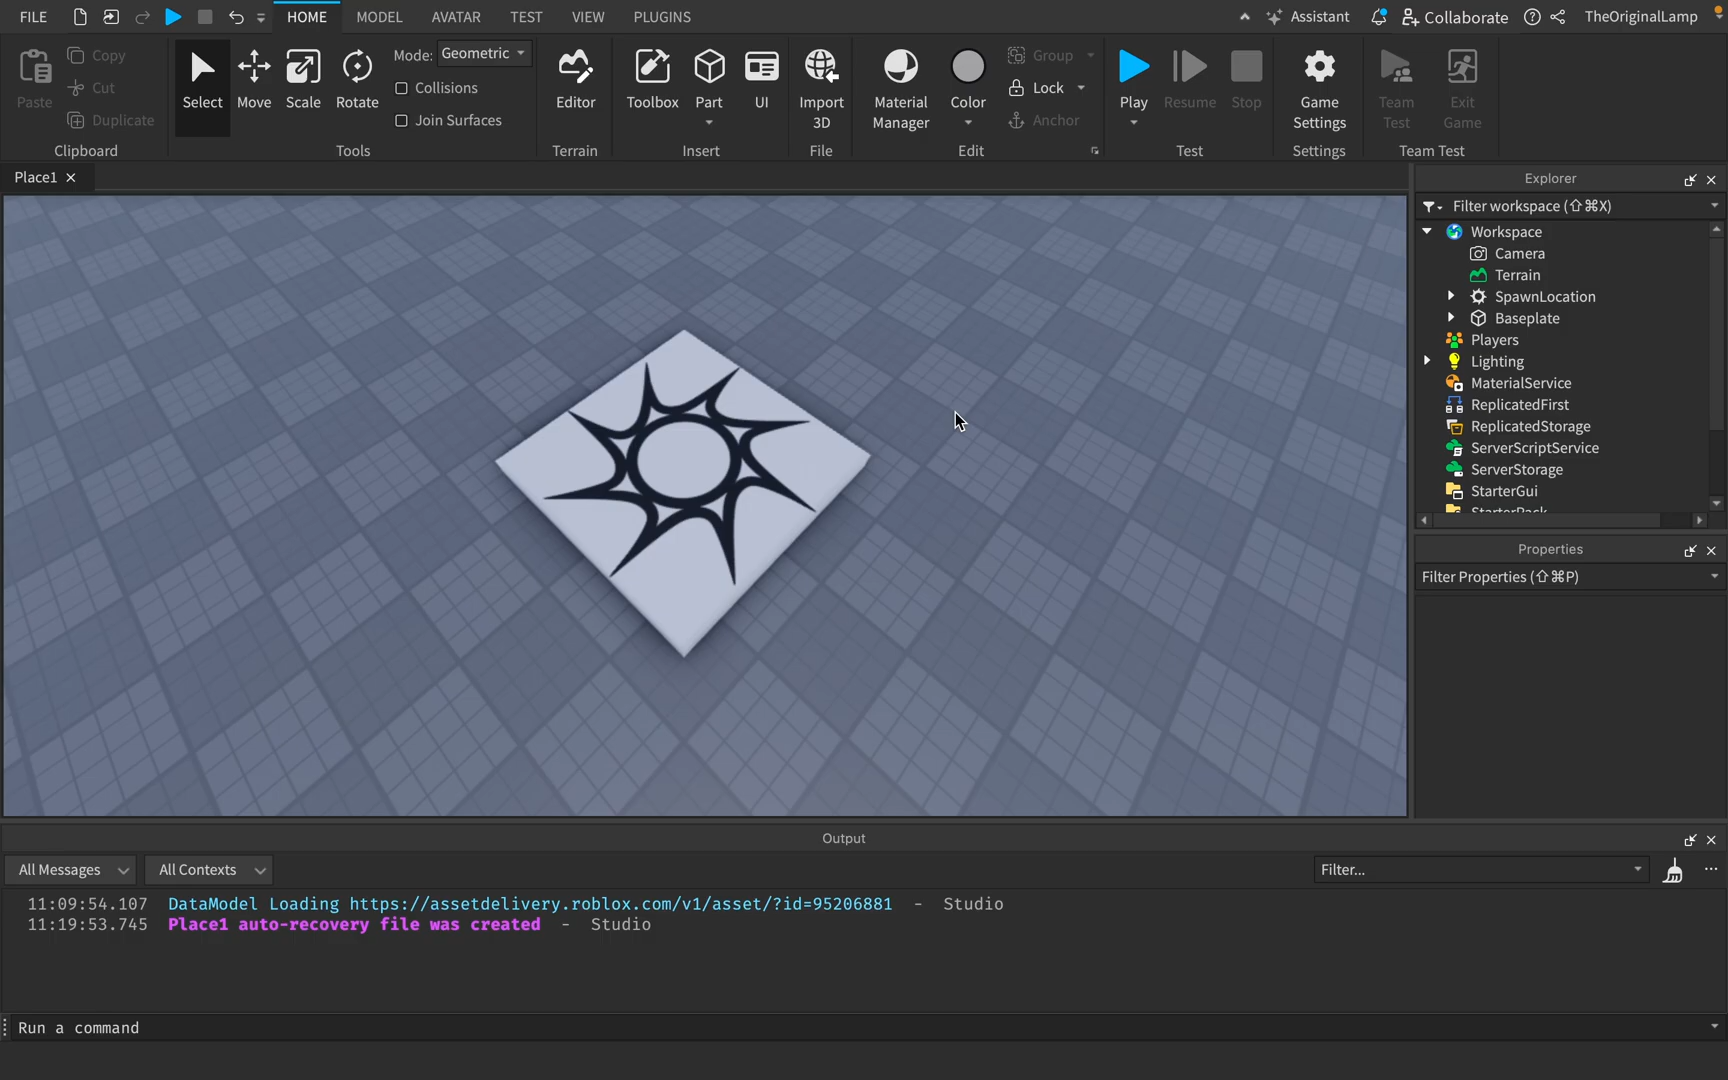 FILE HOME MODEL AVATAR TEST VIEW PLUGINS Assistant Collaborate TheOriginalLamp
Paste Copy Cut Duplicate
Clipboard
Select Move Scale Rotate
Mode: Geometric
Collisions
Join Surfaces
Tools
Editor
Terrain
Toolbox Part UI
Insert
Import 3D
File
Material Manager
Color
Group
Lock
Anchor
Edit
Play Resume Stop
Test
Game Settings
Settings
Team Test
Exit Game
Team Test
Place1
Explorer
Filter workspace (⇧⌘X)
Workspace
Camera
Terrain
SpawnLocation
Baseplate
Players
Lighting
MaterialService
ReplicatedFirst
ReplicatedStorage
ServerScriptService
ServerStorage
StarterGui
StarterPack
Properties
Filter Properties (⇧⌘P)
Output
All Messages All Contexts Filter...
11:09:54.107 DataModel Loading https://assetdelivery.roblox.com/v1/asset/?id=95206881 - Studio
11:19:53.745 Place1 auto-recovery file was created - Studio
Run a command